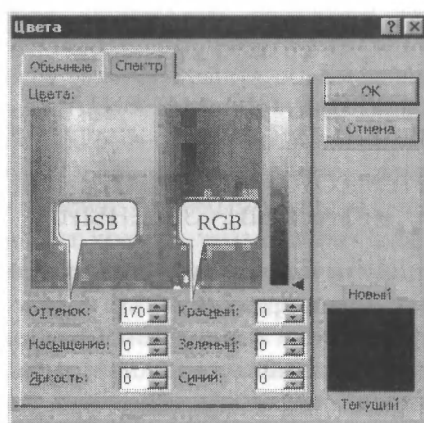 Цвета
Обычные Спектр
Цвета:
OK
Отмена
HSB RGB
Оттенок: 170 Красный: 0
Насыщение: 0 Зеленый: 0
Яркость: 0 Синий: 0
Новый
Текущий